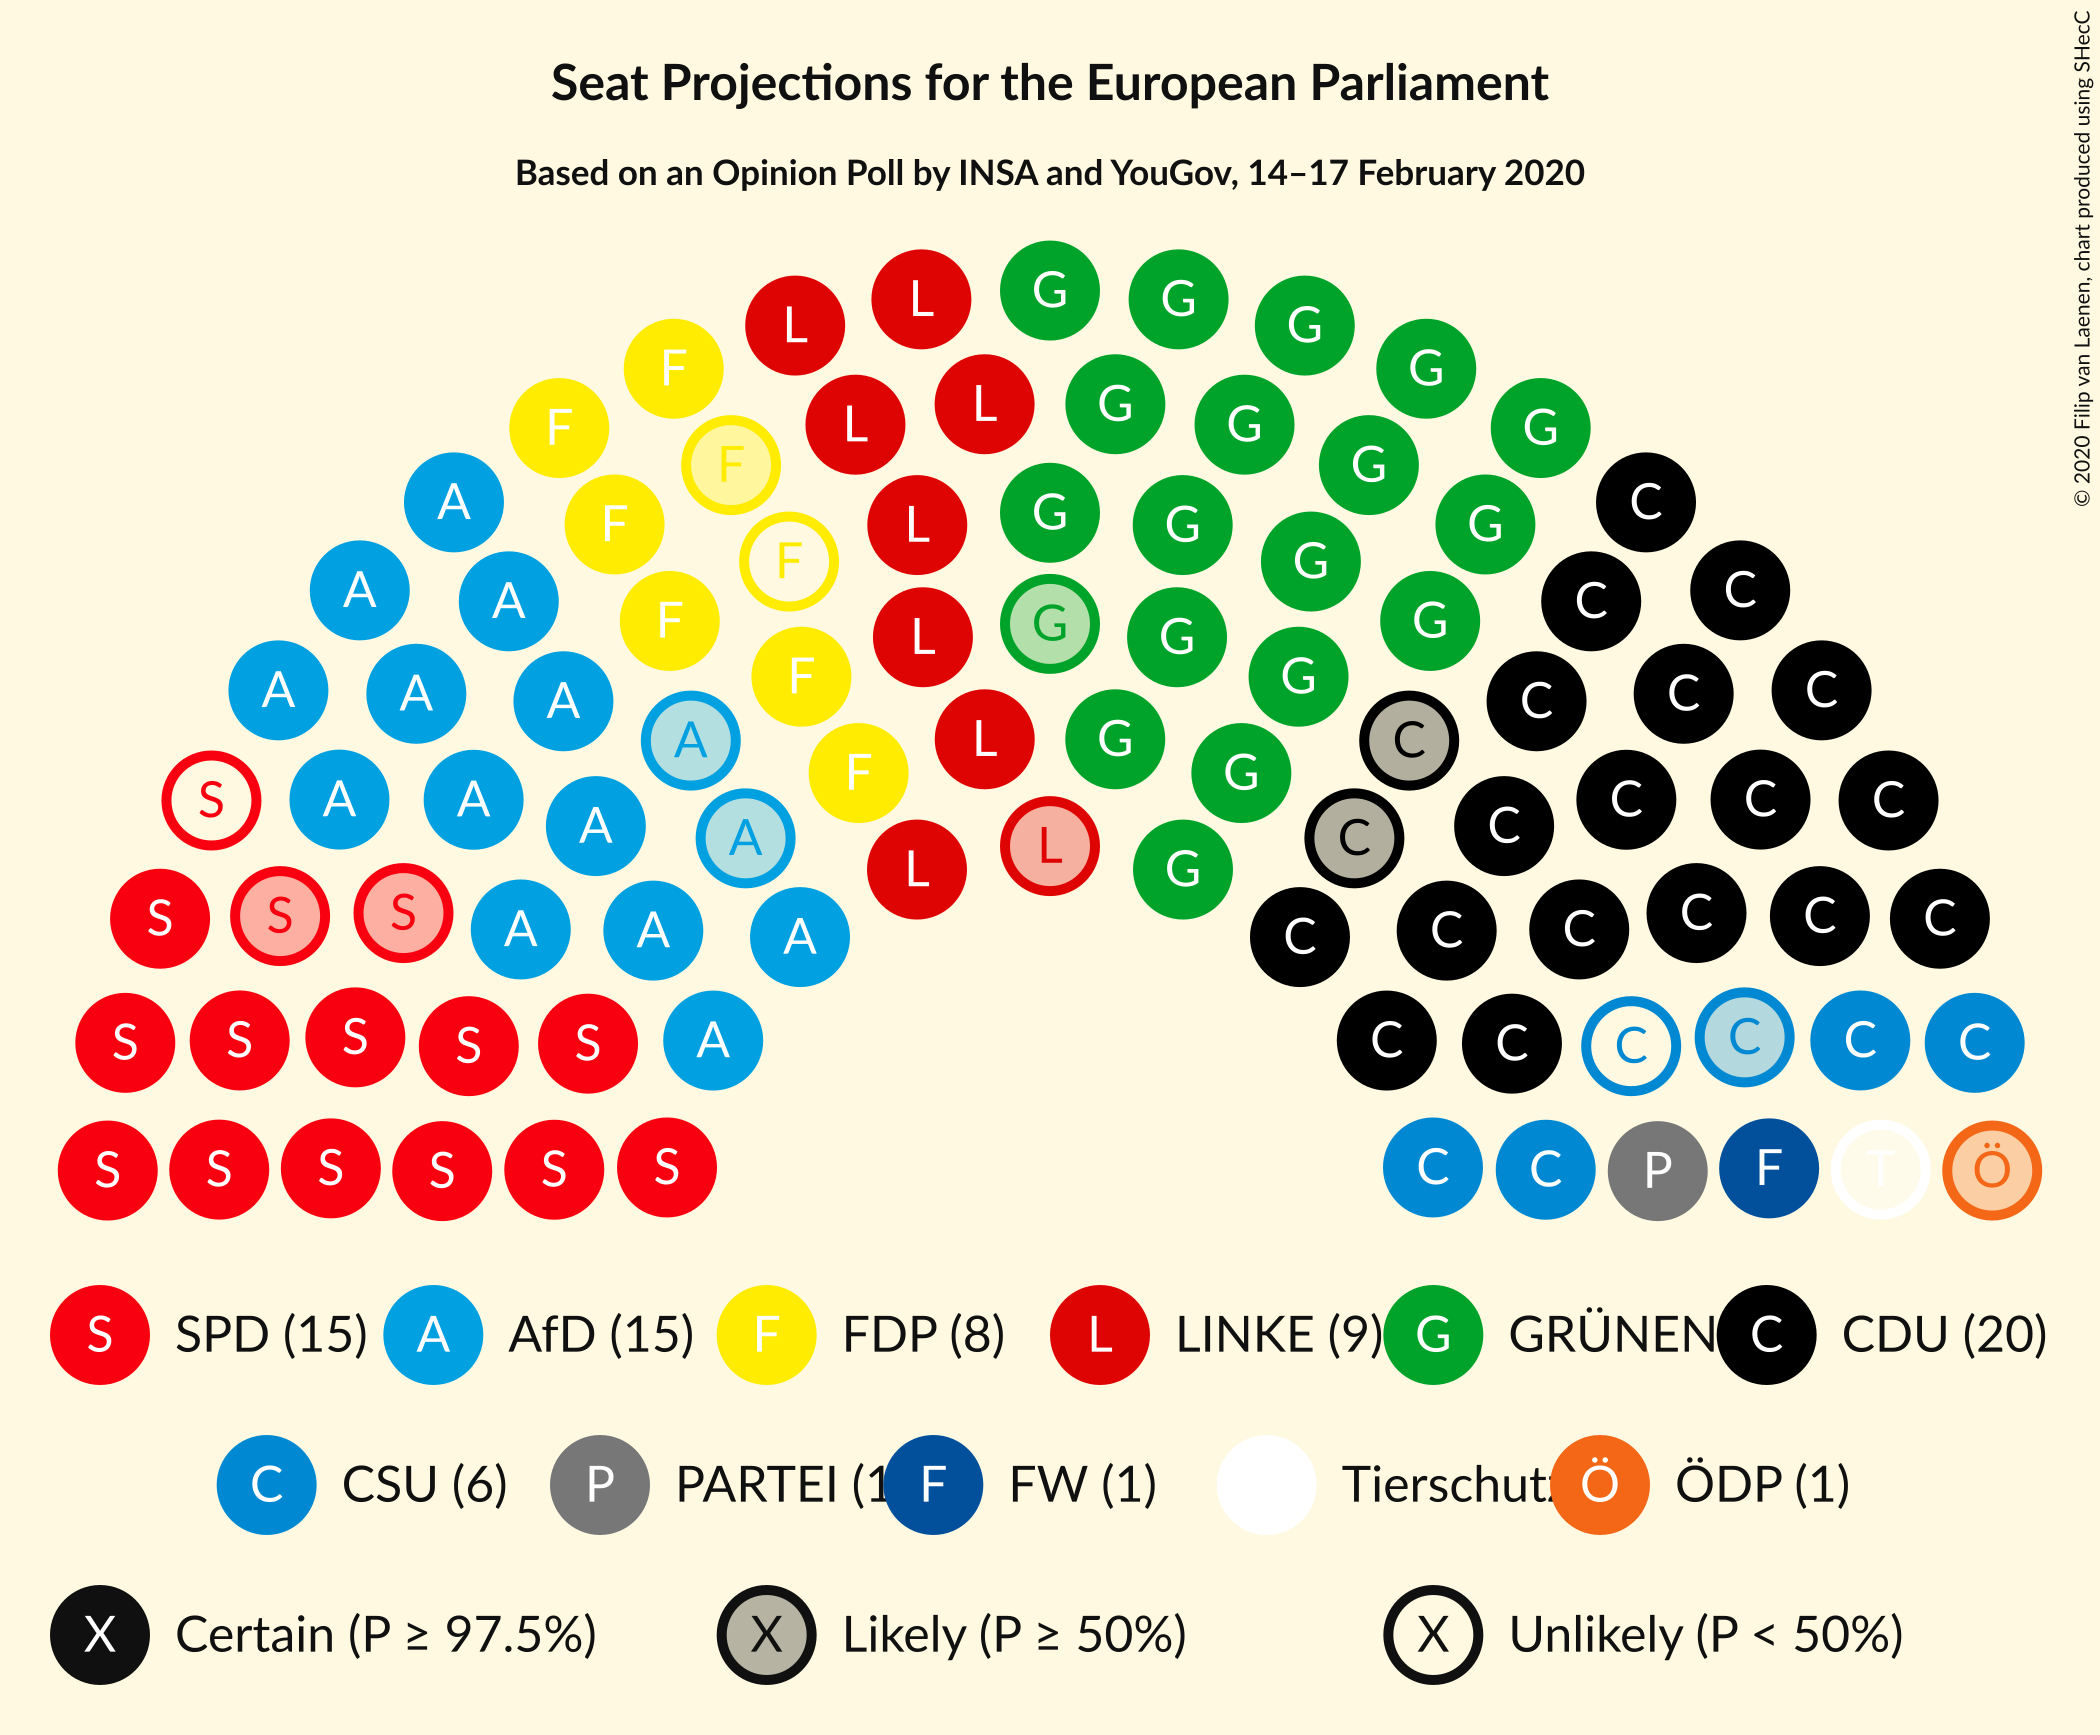 Seat Projections for the European Parliament
Based on an Opinion Poll by INSA and YouGov, 14–17 February 2020
© 2020 Filip van Laenen, chart produced using SHecC
G
L G
L G
F G
L G
L G
F G
F F G
A C
L G
G
F F G
F G
A C
A C
F G
G
L G
F G
A A C C
A A C C
L G
A C C
F G
S A A C C C
A C
A C
L
L G
S S S C C C
A A C C
A C
S S S C C C
A C
S S C C
S S S S S S C C P F T Ö
S SPD (15) A AfD (15) F FDP (8) L LINKE (9) G GRÜNEN C CDU (20)
C CSU (6) P PARTEI (1 F FW (1) Tierschutz Ö ÖDP (1)
X Certain (P ≥ 97.5%) X Likely (P ≥ 50%) X Unlikely (P < 50%)